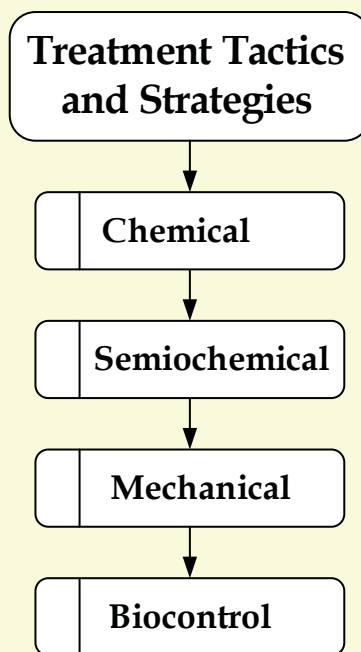 Treatment Tactics
and Strategies
Chemical
Semiochemical
Mechanical
Biocontrol